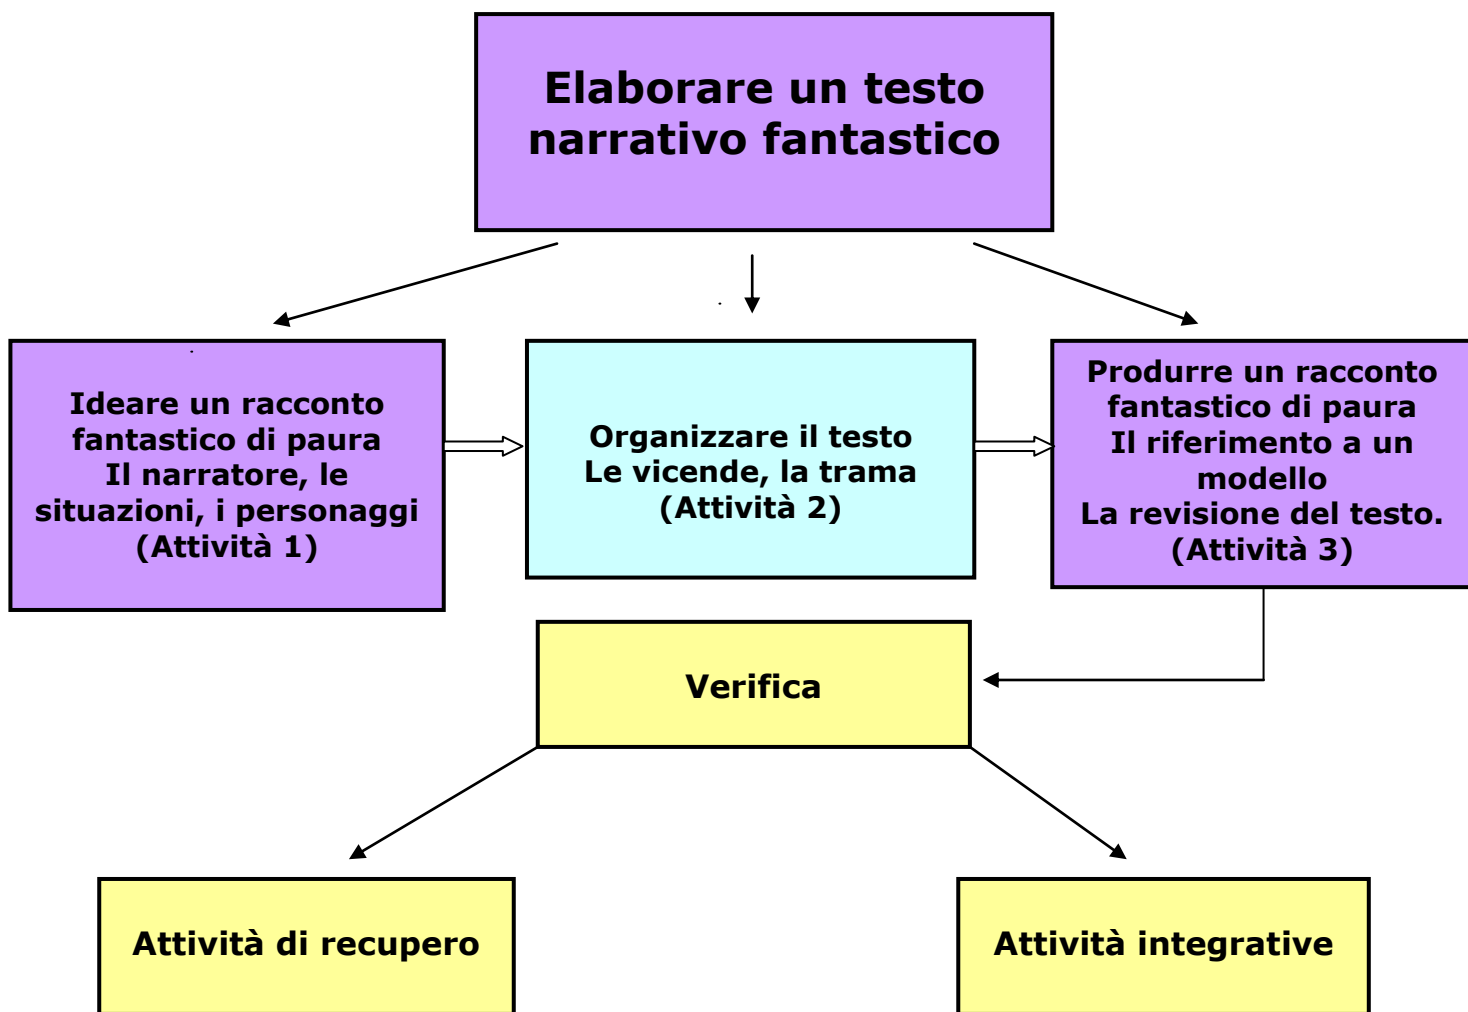 Elaborare un testo
narrativo fantastico
Ideare un racconto
fantastico di paura
Il narratore, le
situazioni, i personaggi
(Attività 1)
Organizzare il testo
Le vicende, la trama
(Attività 2)
Produrre un racconto
fantastico di paura
Il riferimento a un
modello
La revisione del testo.
(Attività 3)
Verifica
Attività di recupero
Attività integrative